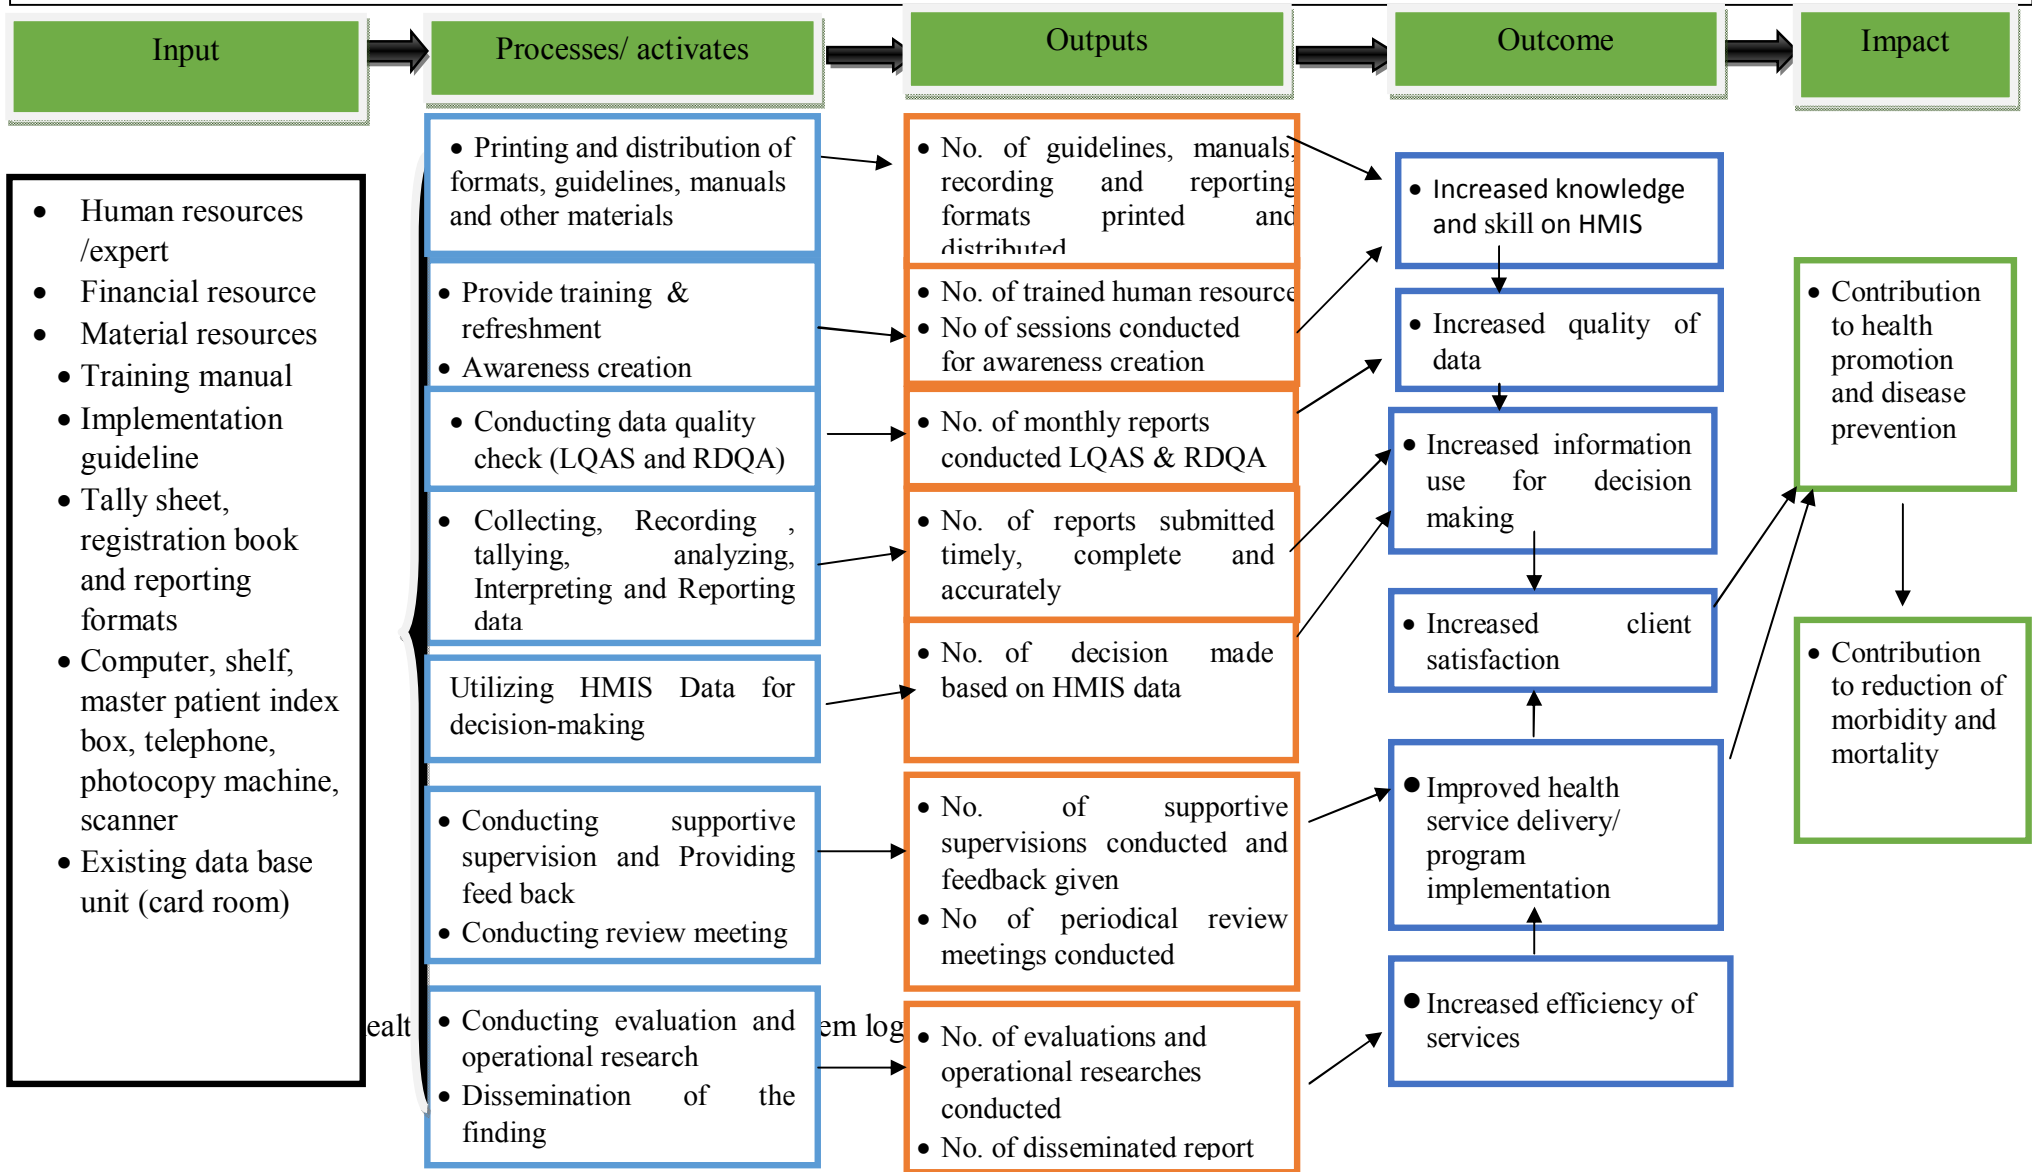 Input
Processes/ activates
Outputs
Outcome
Impact
• Human resources
/expert
• Financial resource
• Material resources
• Training manual
• Implementation
guideline
• Tally sheet,
registration book
and reporting
formats
• Computer, shelf,
master patient index
box, telephone,
photocopy machine,
scanner
• Existing data base
unit (card room)
• Printing and distribution of
formats, guidelines, manuals
and other materials
• Provide training &
refreshment
• Awareness creation
• Conducting data quality
check (LQAS and RDQA)
• Collecting, Recording ,
tallying, analyzing,
Interpreting and Reporting
data
Utilizing HMIS Data for
decision-making
• Conducting supportive
supervision and Providing
feed back
• Conducting review meeting
• Conducting evaluation and
operational research
• Dissemination of the
finding
ealt
em log
• No. of guidelines, manuals,
recording and reporting
formats printed and
distributed
• No. of trained human resource
• No of sessions conducted
for awareness creation
• No. of monthly reports
conducted LQAS & RDQA
• No. of reports submitted
timely, complete and
accurately
• No. of decision made
based on HMIS data
• No. of supportive
supervisions conducted and
feedback given
• No of periodical review
meetings conducted
• No. of evaluations and
operational researches
conducted
• No. of disseminated report
• Increased knowledge
and skill on HMIS
• Increased quality of
data
• Increased information
use for decision
making
• Increased client
satisfaction
• Improved health
service delivery/
program
implementation
• Increased efficiency of
services
• Contribution
to health
promotion
and disease
prevention
• Contribution
to reduction of
morbidity and
mortality